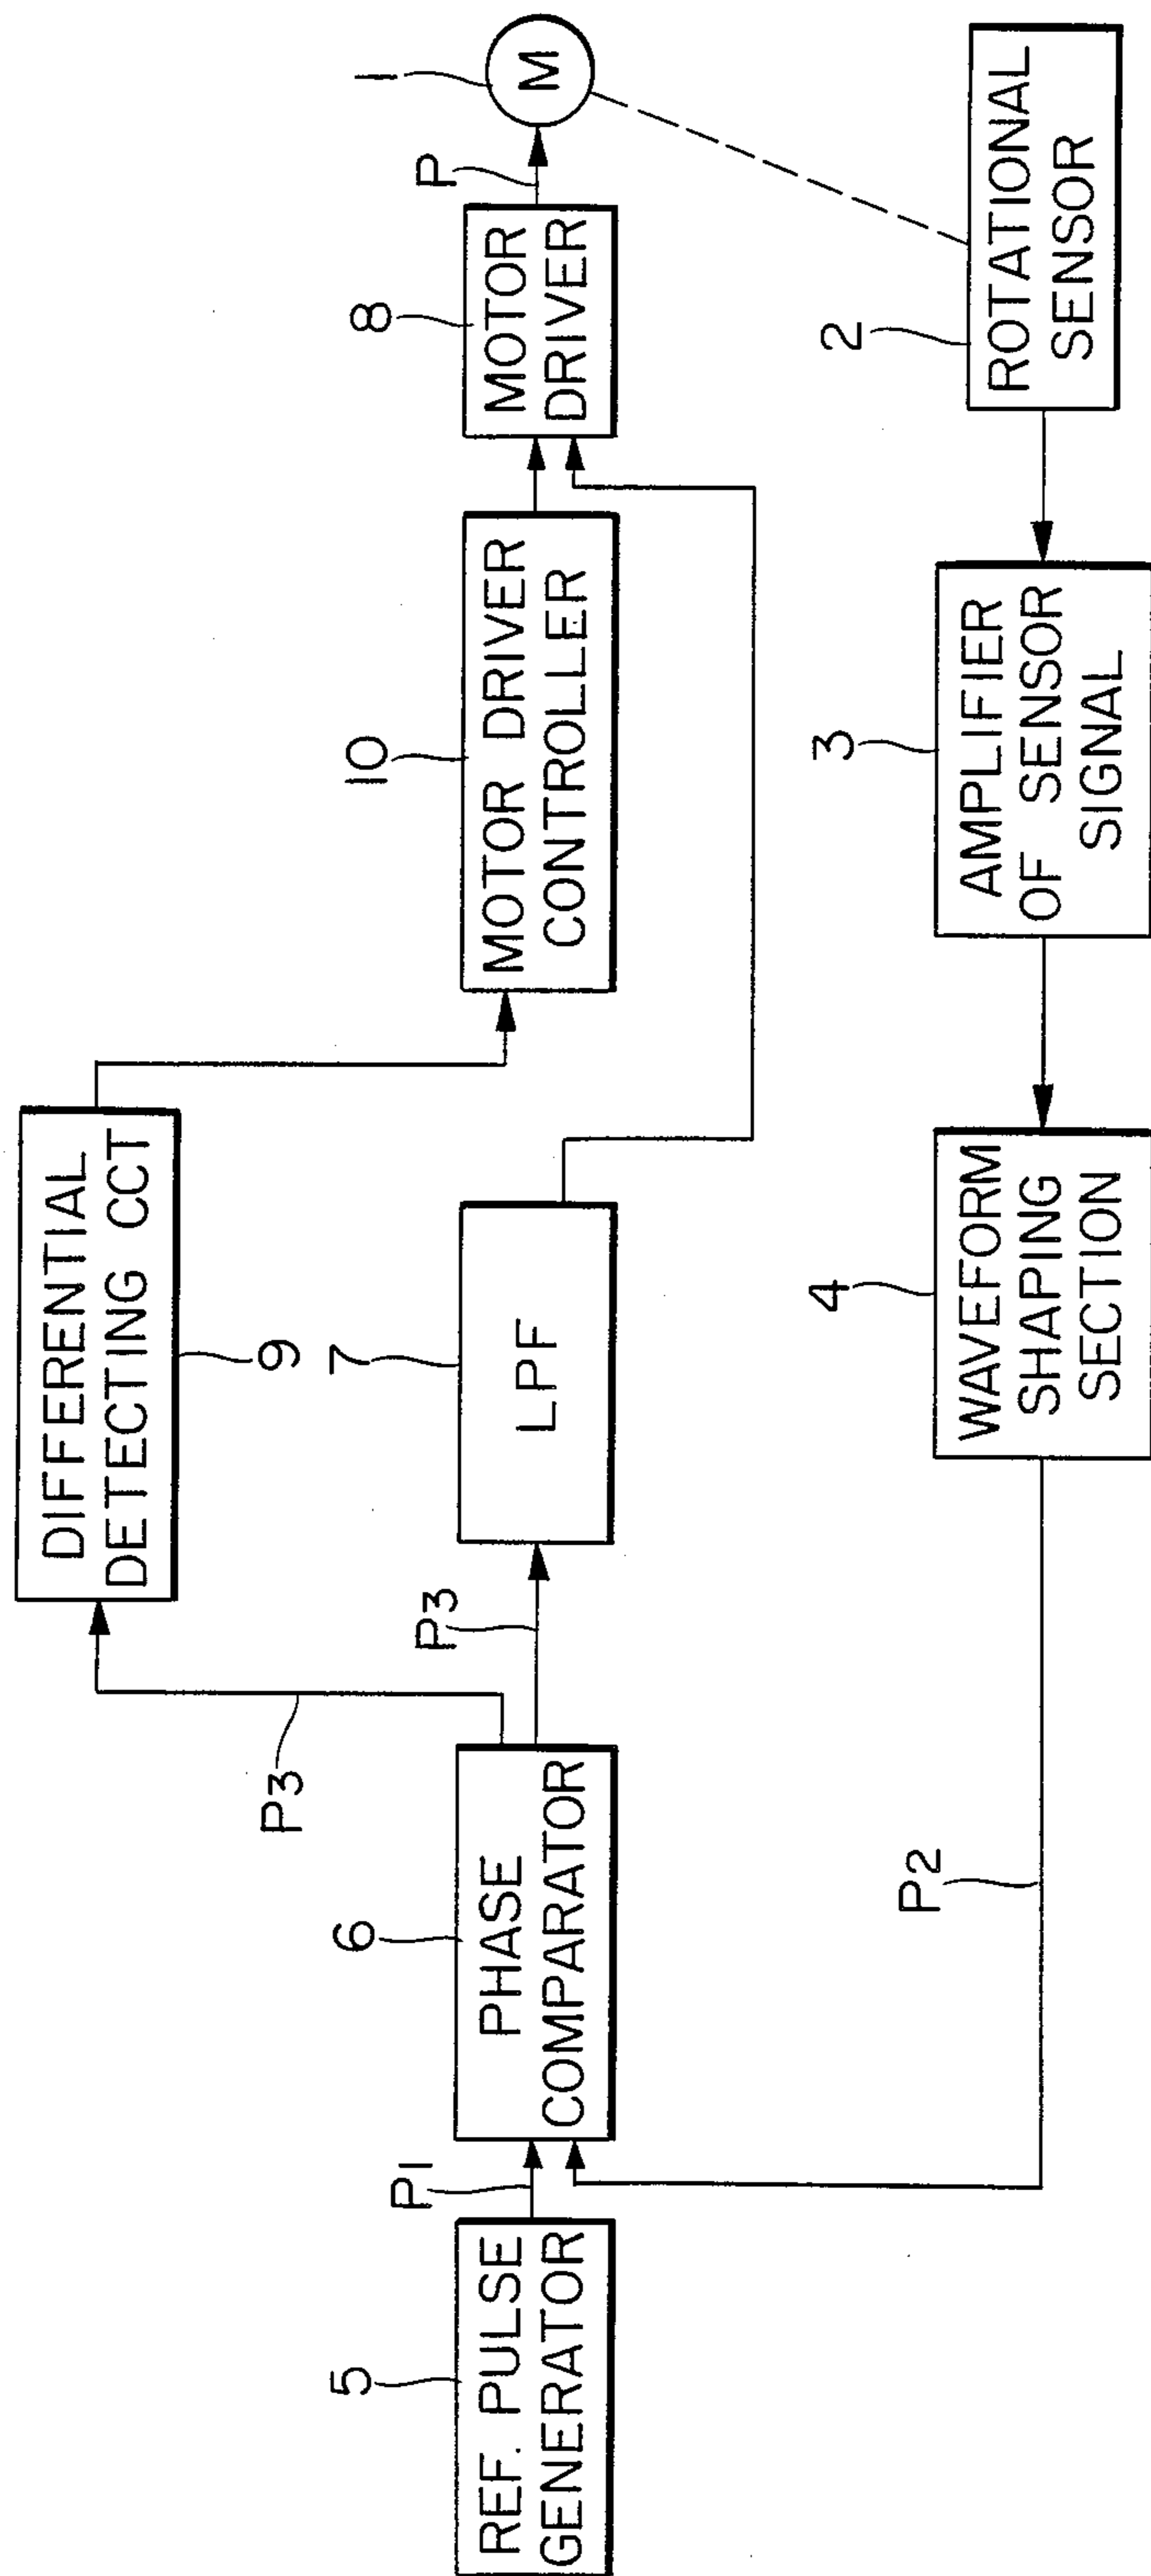 DIFFERENTIAL
DETECTING CCT
9
P3
5
REF. PULSE
GENERATOR
P1
6
PHASE
COMPARATOR
P3
7
LPF
10
MOTOR DRIVER
CONTROLLER
8
MOTOR
DRIVER
P
1
M
P2
4
WAVEFORM
SHAPING
SECTION
3
AMPLIFIER
OF SENSOR
SIGNAL
2
ROTATIONAL
SENSOR